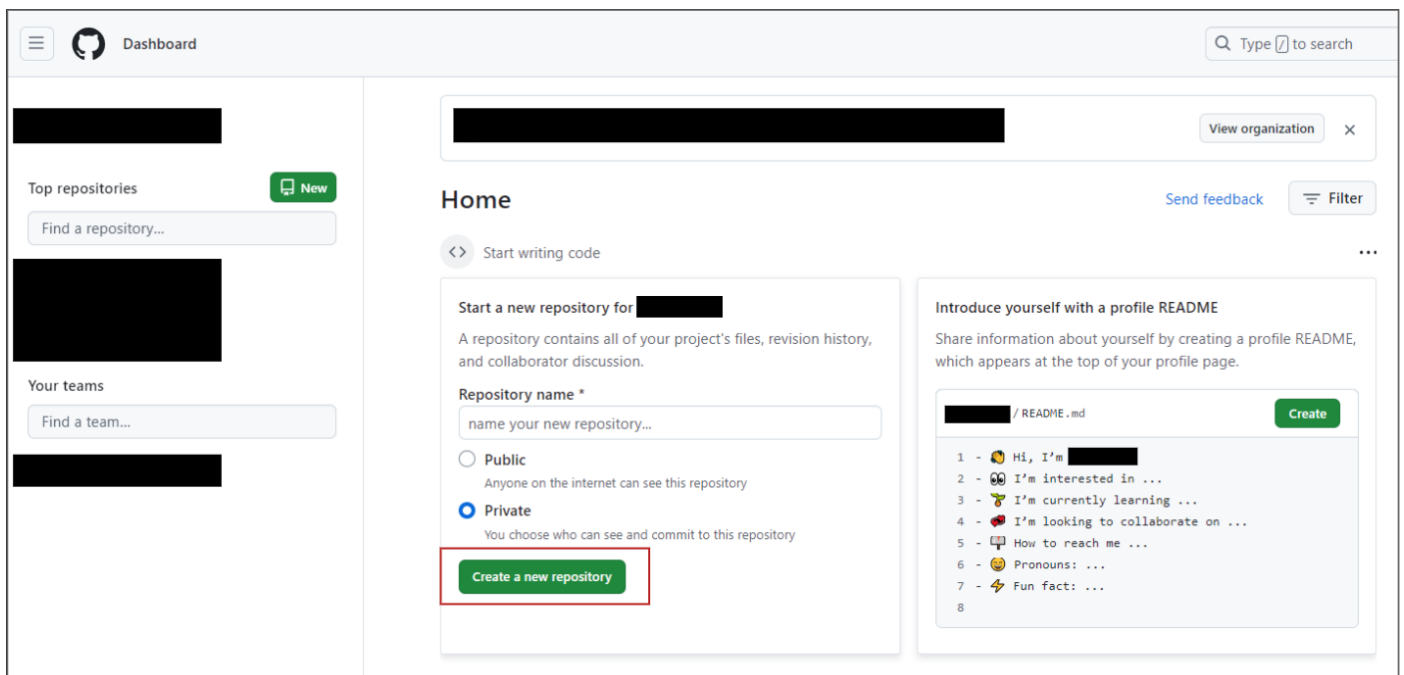 Dashboard
Type / to search
View organization
Top repositories
New
Find a repository...
Your teams
Find a team...
Home
Send feedback
Filter
Start writing code
Start a new repository for
A repository contains all of your project's files, revision history,
and collaborator discussion.
Repository name *
name your new repository...
Public
Anyone on the internet can see this repository
Private
You choose who can see and commit to this repository
Create a new repository
Introduce yourself with a profile README
Share information about yourself by creating a profile README,
which appears at the top of your profile page.
/ README.md
Create
1 - 👋 Hi, I’m
2 - 👀 I’m interested in ...
3 - 🌱 I’m currently learning ...
4 - 💞️ I’m looking to collaborate on ...
5 - 📫 How to reach me ...
6 - 😄 Pronouns: ...
7 - ⚡ Fun fact: ...
8